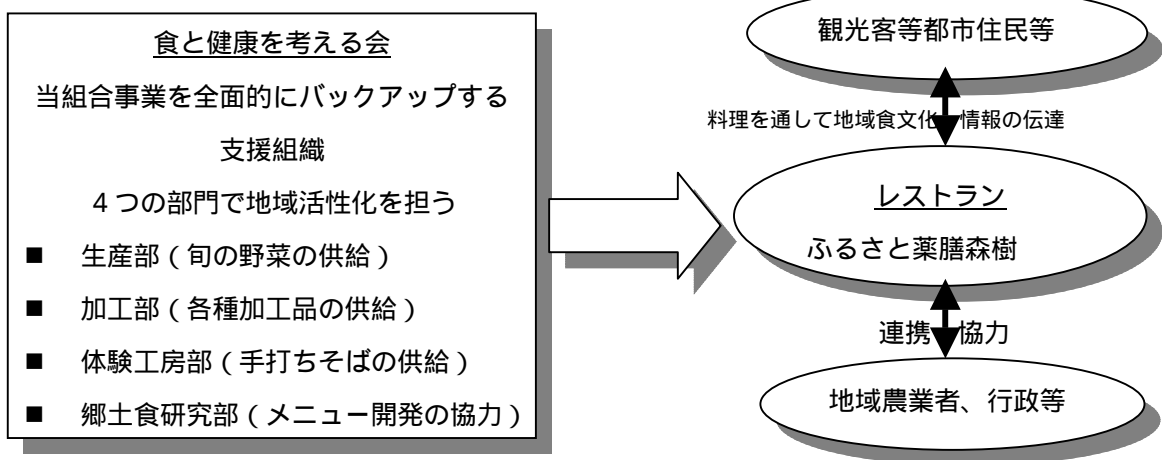 食と健康を考える会
当組合事業を全面的にバックアップする
支援組織
４つの部門で地域活性化を担う
■ 生産部（旬の野菜の供給）
■ 加工部（各種加工品の供給）
■ 体験工房部（手打ちそばの供給）
■ 郷土食研究部（メニュー開発の協力）
観光客等都市住民等
料理を通して地域食文化 情報の伝達
レストラン
ふるさと薬膳森樹
連携 協力
地域農業者、行政等